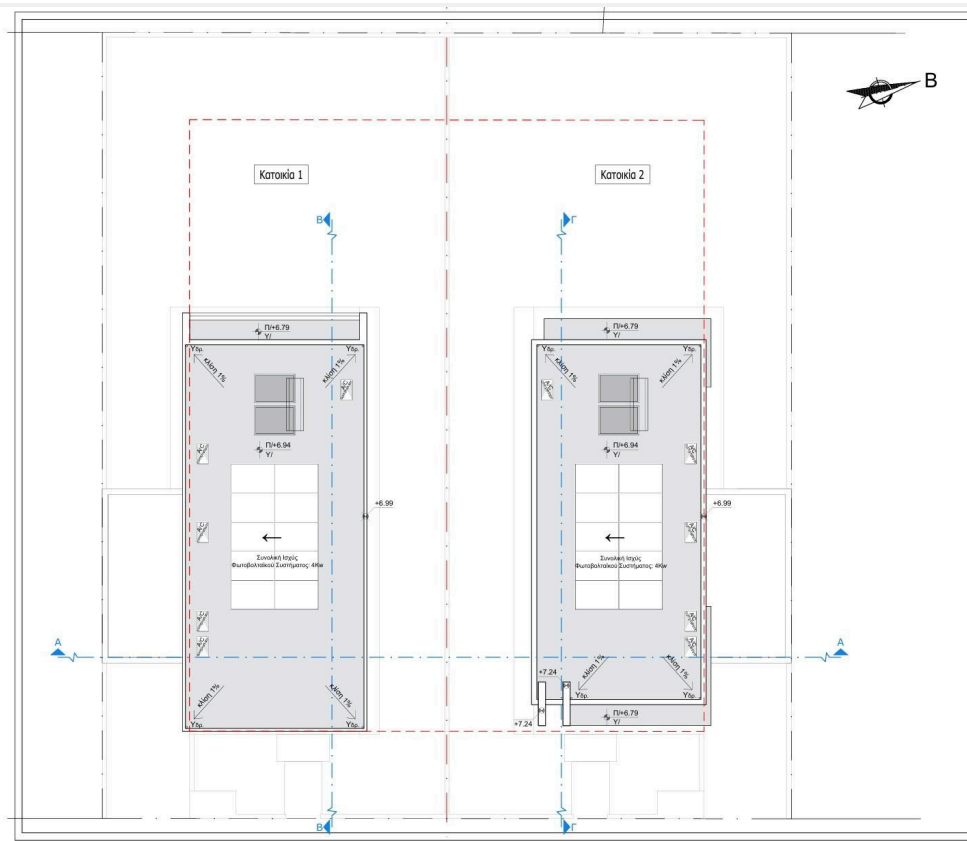 B
Κατοικία 1
Κατοικία 2
Β
Γ
Π/+6.79
Υ/
Π/+6.79
Υ/
Υδρ.
Υδρ.
Υδρ.
Υδρ.
κλίση 1%
κλίση 1%
κλίση 1%
κλίση 1%
Π/+6.94
Υ/
Π/+6.94
Υ/
+6.99
+6.99
Συνολική Ισχύς
Φωτοβολταϊκού Συστήματος: 4Kw
Συνολική Ισχύς
Φωτοβολταϊκού Συστήματος: 4Kw
Α
Α
+7.24
κλίση 1%
κλίση 1%
κλίση 1%
κλίση 1%
Υδρ.
Υδρ.
Υδρ.
Υδρ.
+7.24
Π/+6.79
Υ/
Β
Γ